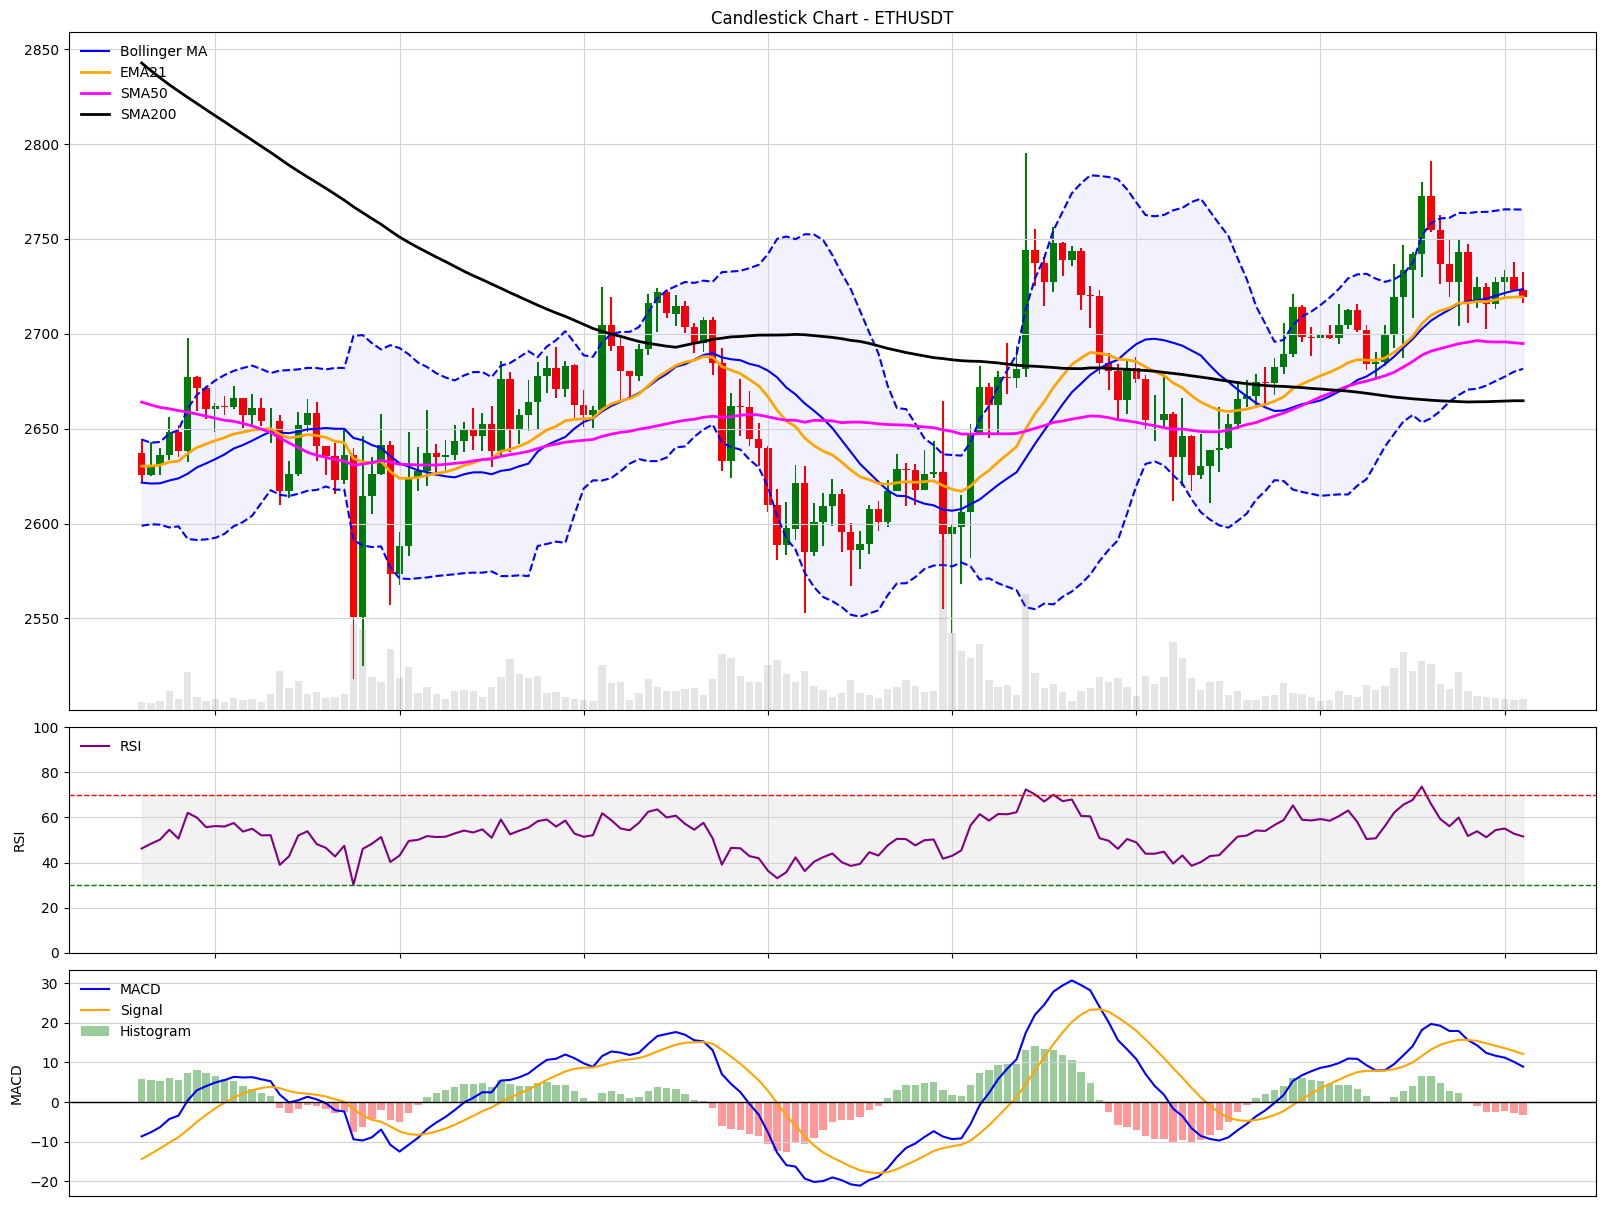 Candlestick Chart - ETHUSDT
2850
2800
2750
2700
2650
2600
2550
Bollinger MA
EMA21
SMA50
SMA200
RSI
100
80
60
40
20
0
RSI
MACD
30
20
10
0
−10
−20
MACD
Signal
Histogram